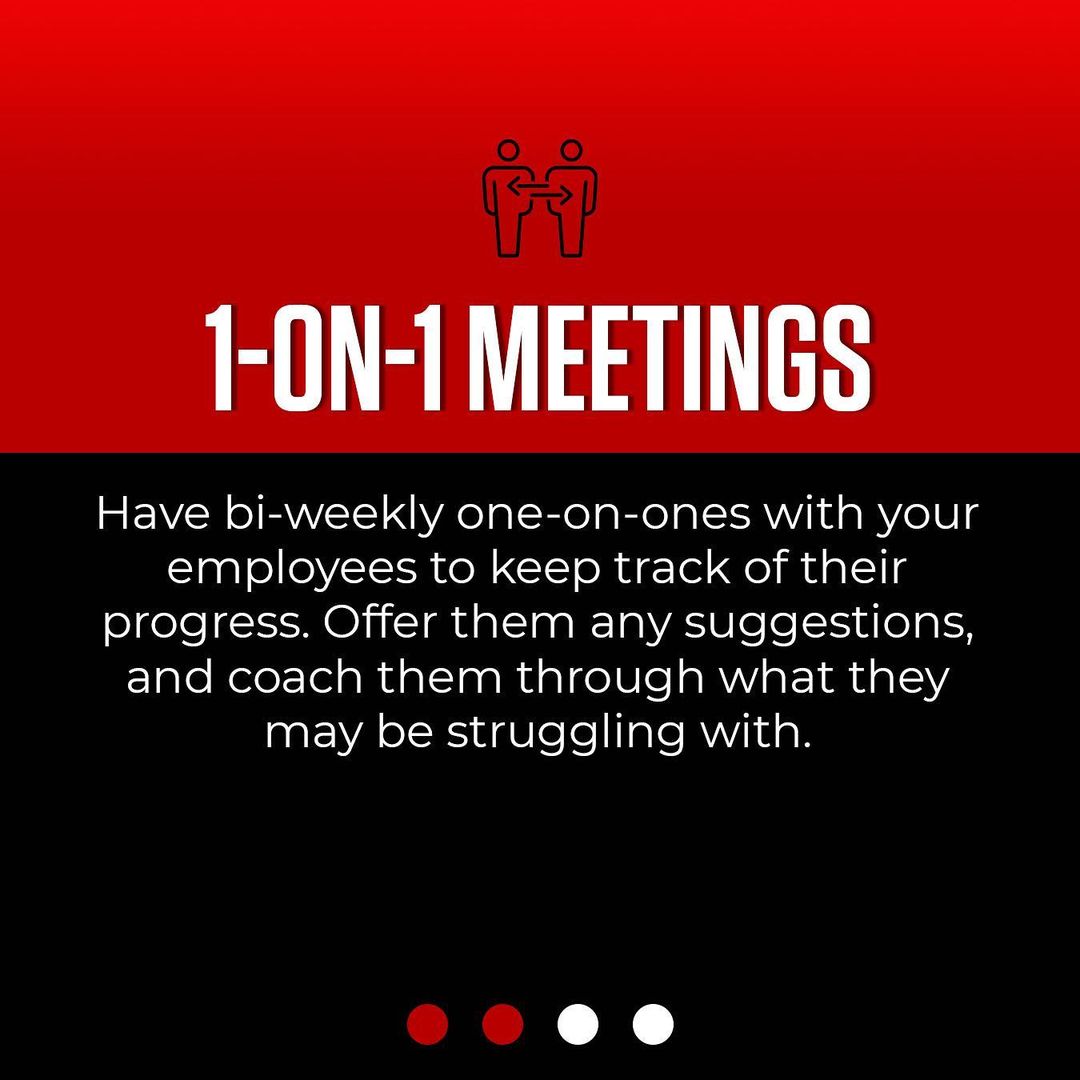 1-ON-1 MEETINGS
Have bi-weekly one-on-ones with your
employees to keep track of their
progress. Offer them any suggestions,
and coach them through what they
may be struggling with.